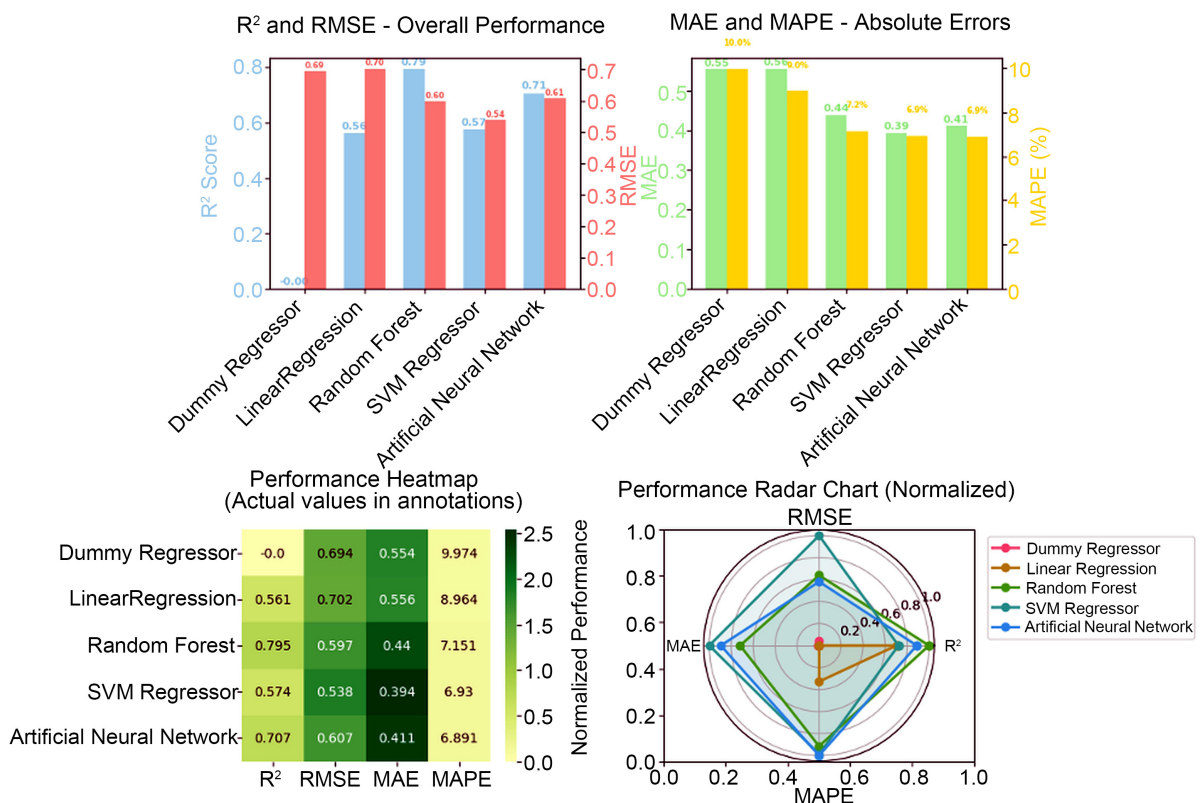 R² and RMSE - Overall Performance
R² Score
0.8
0.6
0.4
0.2
0.0
-0.00
0.69
0.56
0.70
0.79
0.60
0.57
0.54
0.71
0.61
0.7
0.6
0.5
0.4
0.3
0.2
0.1
0.0
RMSE
Dummy Regressor
LinearRegression
Random Forest
SVM Regressor
Artificial Neural Network
MAE and MAPE - Absolute Errors
MAE
0.5
0.4
0.3
0.2
0.1
0.0
0.55
10.0%
0.56
9.0%
0.44
7.2%
0.39
6.9%
0.41
6.9%
10
8
6
4
2
0
MAPE (%)
Dummy Regressor
LinearRegression
Random Forest
SVM Regressor
Artificial Neural Network
Performance Heatmap
(Actual values in annotations)
Dummy Regressor -0.0 0.694 0.554 9.974
LinearRegression 0.561 0.702 0.556 8.964
Random Forest 0.795 0.597 0.44 7.151
SVM Regressor 0.574 0.538 0.394 6.93
Artificial Neural Network 0.707 0.607 0.411 6.891
R² RMSE MAE MAPE
2.5
2.0
1.5
1.0
0.5
0.0
Normalized Performance
Performance Radar Chart (Normalized)
RMSE
1.0
0.8
0.6
0.4
0.2
0.0
MAE
R²
0.2
0.4
0.6
0.8
1.0
0.0 0.2 0.4 0.6 0.8 1.0
MAPE
Dummy Regressor
Linear Regression
Random Forest
SVM Regressor
Artificial Neural Network